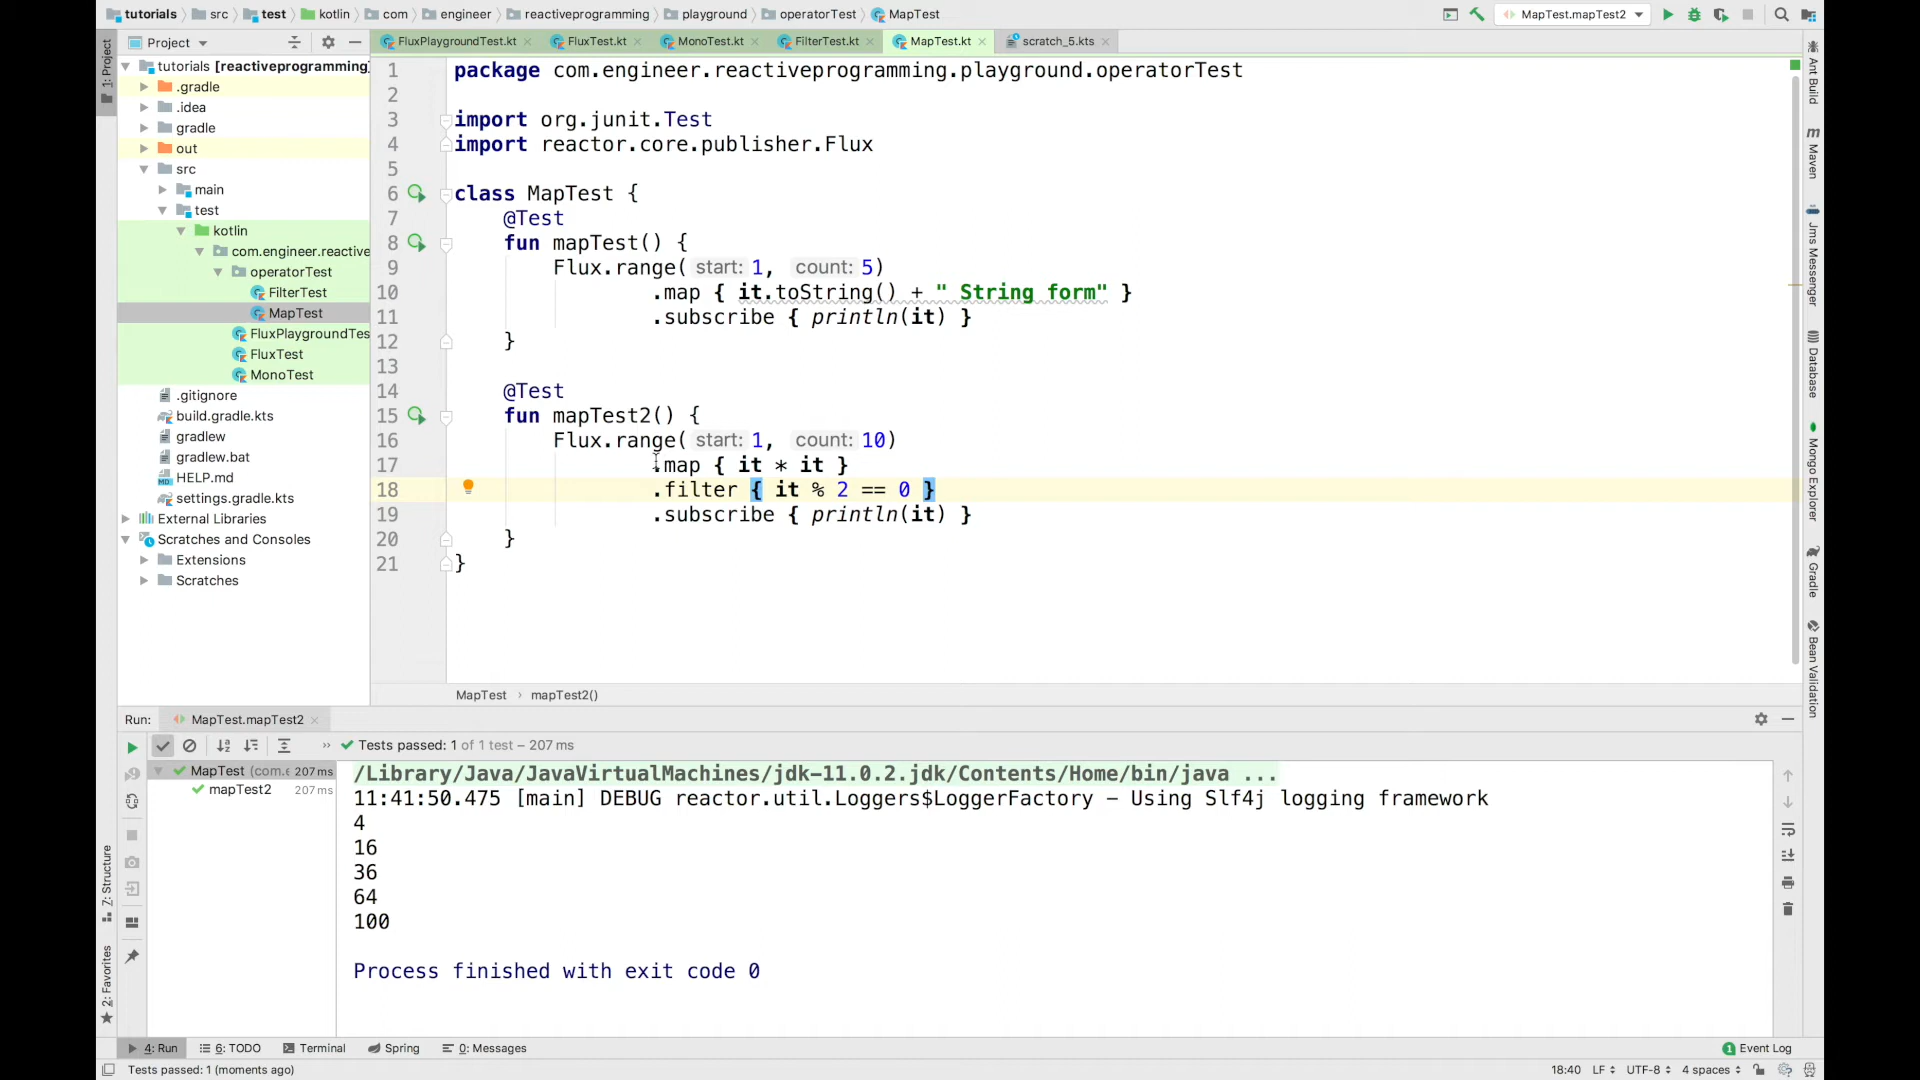 tutorials src test kotlin com engineer reactiveprogramming playground operatorTest MapTest MapTest.mapTest2
1: Project
Project
FluxPlaygroundTest.kt FluxTest.kt MonoTest.kt FilterTest.kt MapTest.kt scratch_5.kts
tutorials [reactiveprogramming]
.gradle
.idea
gradle
out
src
main
test
kotlin
com.engineer.reactive
operatorTest
FilterTest
MapTest
FluxPlaygroundTes
FluxTest
MonoTest
.gitignore
build.gradle.kts
gradlew
gradlew.bat
HELP.md
settings.gradle.kts
External Libraries
Scratches and Consoles
Extensions
Scratches
1 package com.engineer.reactiveprogramming.playground.operatorTest
2
3 import org.junit.Test
4 import reactor.core.publisher.Flux
5
6 class MapTest {
7 @Test
8 fun mapTest() {
9 Flux.range( start: 1, count: 5)
10 .map { it.toString() + " String form" }
11 .subscribe { println(it) }
12 }
13
14 @Test
15 fun mapTest2() {
16 Flux.range( start: 1, count: 10)
17 .map { it * it }
18 .filter { it % 2 == 0 }
19 .subscribe { println(it) }
20 }
21 }
MapTest › mapTest2()
Ant Build
m Maven
Jms Messenger
Database
Mongo Explorer
Gradle
Bean Validation
Run: MapTest.mapTest2
» Tests passed: 1 of 1 test – 207 ms
MapTest (com.e 207 ms
mapTest2 207 ms
/Library/Java/JavaVirtualMachines/jdk-11.0.2.jdk/Contents/Home/bin/java ...
11:41:50.475 [main] DEBUG reactor.util.Loggers$LoggerFactory - Using Slf4j logging framework
4
16
36
64
100
Process finished with exit code 0
Z: Structure
2: Favorites
4: Run 6: TODO Terminal Spring 0: Messages 1 Event Log
Tests passed: 1 (moments ago) 18:40 LF UTF-8 4 spaces